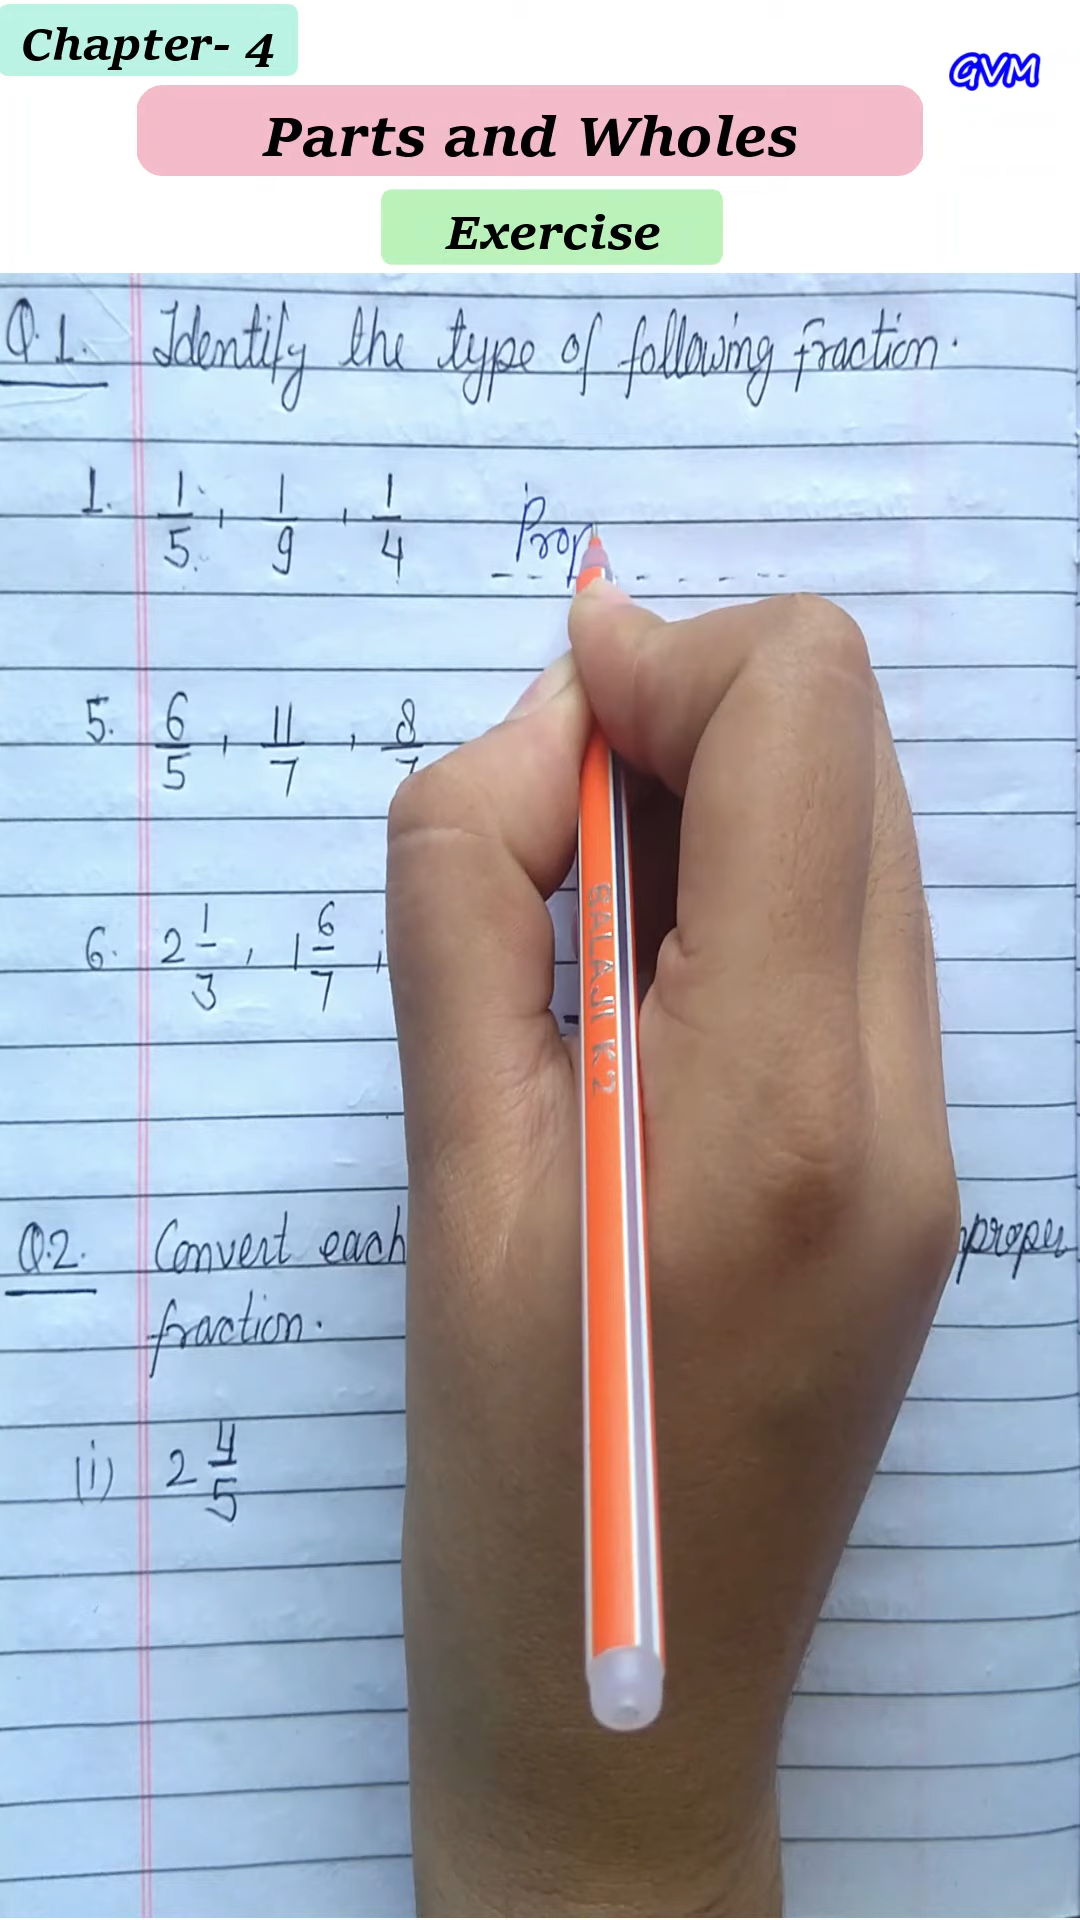 Chapter- 4
GVM
Parts and Wholes
Exercise
Q.1. Identify the type of following fraction.
1. 1/5, 1/9, 1/4 Prop
5. 6/5, 11/7, 8/7
6. 2 1/3, 1 6/7,
Q.2. Convert each
fraction.
(i) 2 4/5
BALAJI K2